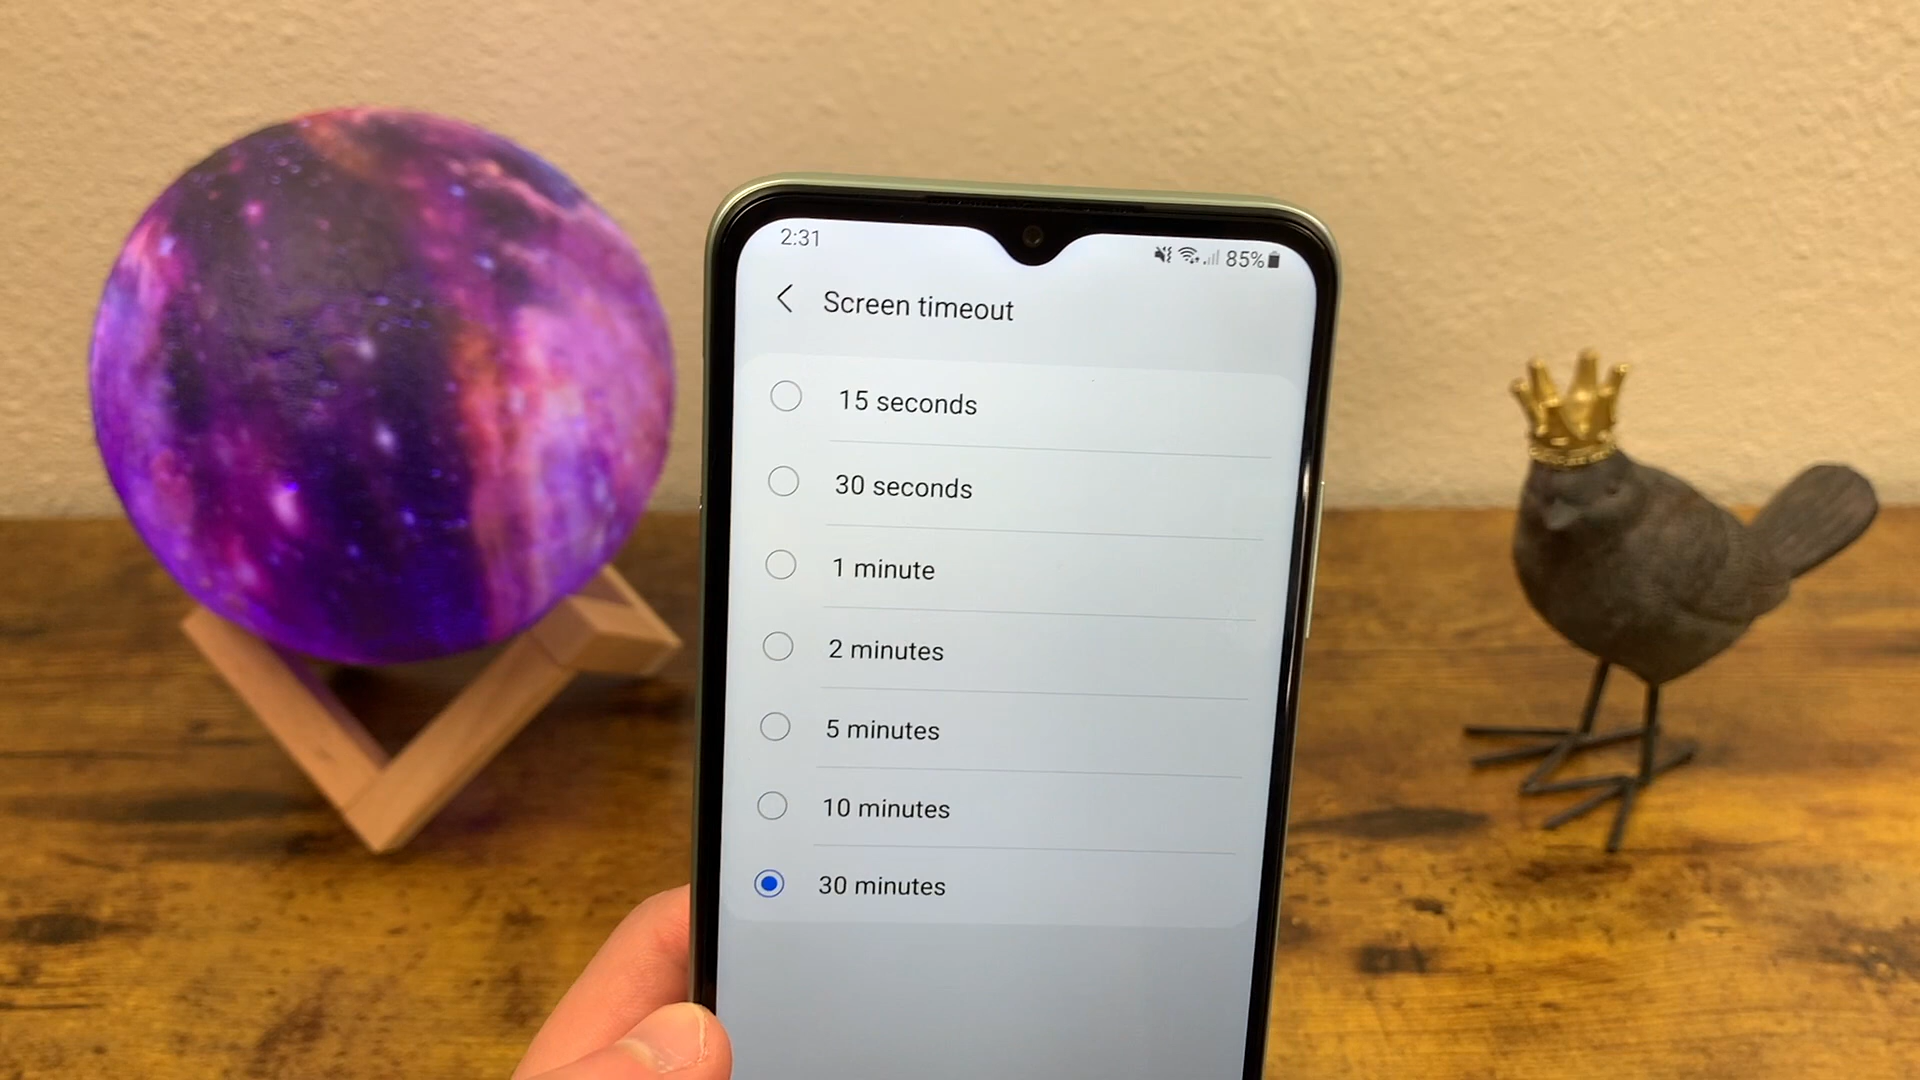 2:31
85%
Screen timeout
15 seconds
30 seconds
1 minute
2 minutes
5 minutes
10 minutes
30 minutes